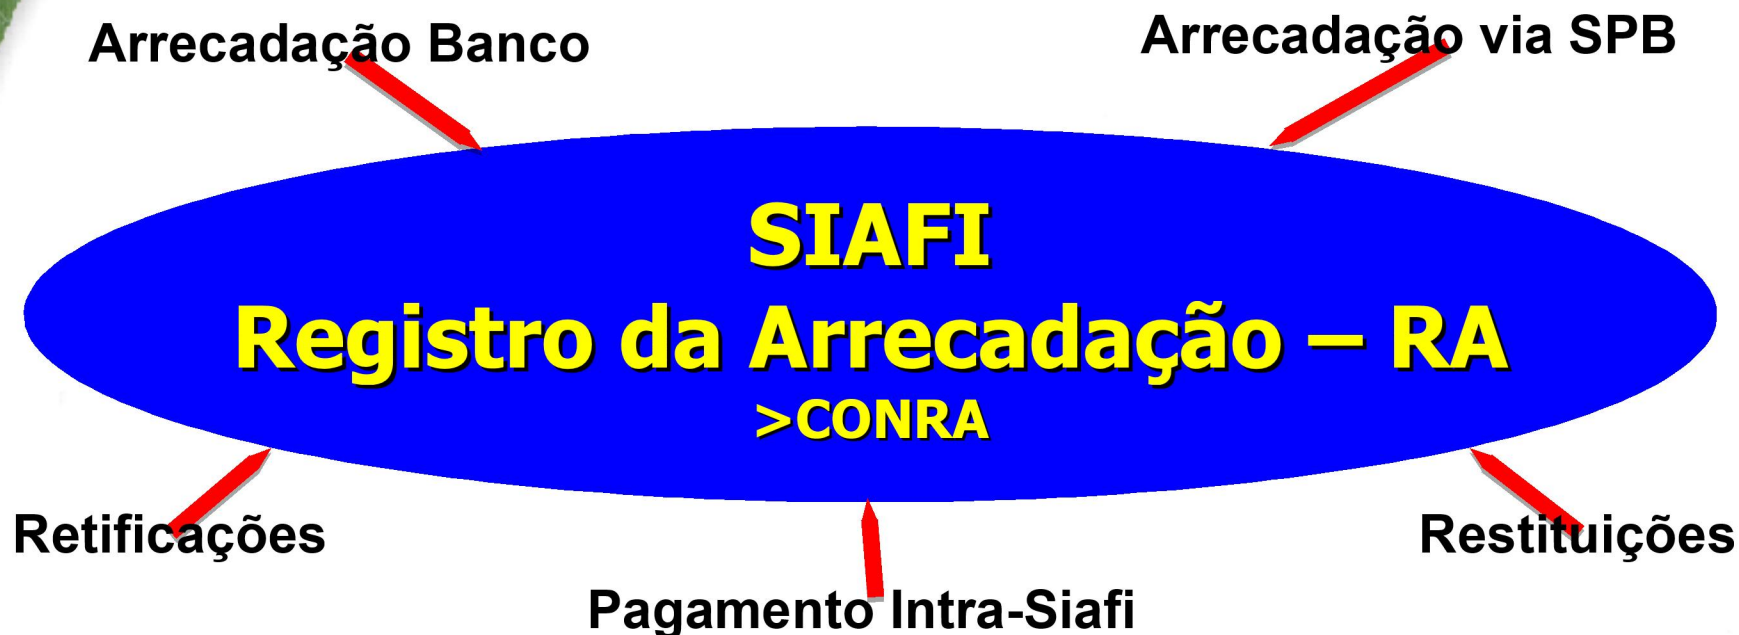 Arrecadação Banco
Arrecadação via SPB
SIAFI
Registro da Arrecadação – RA
>CONRA
Retificações
Restituições
Pagamento Intra-Siafi